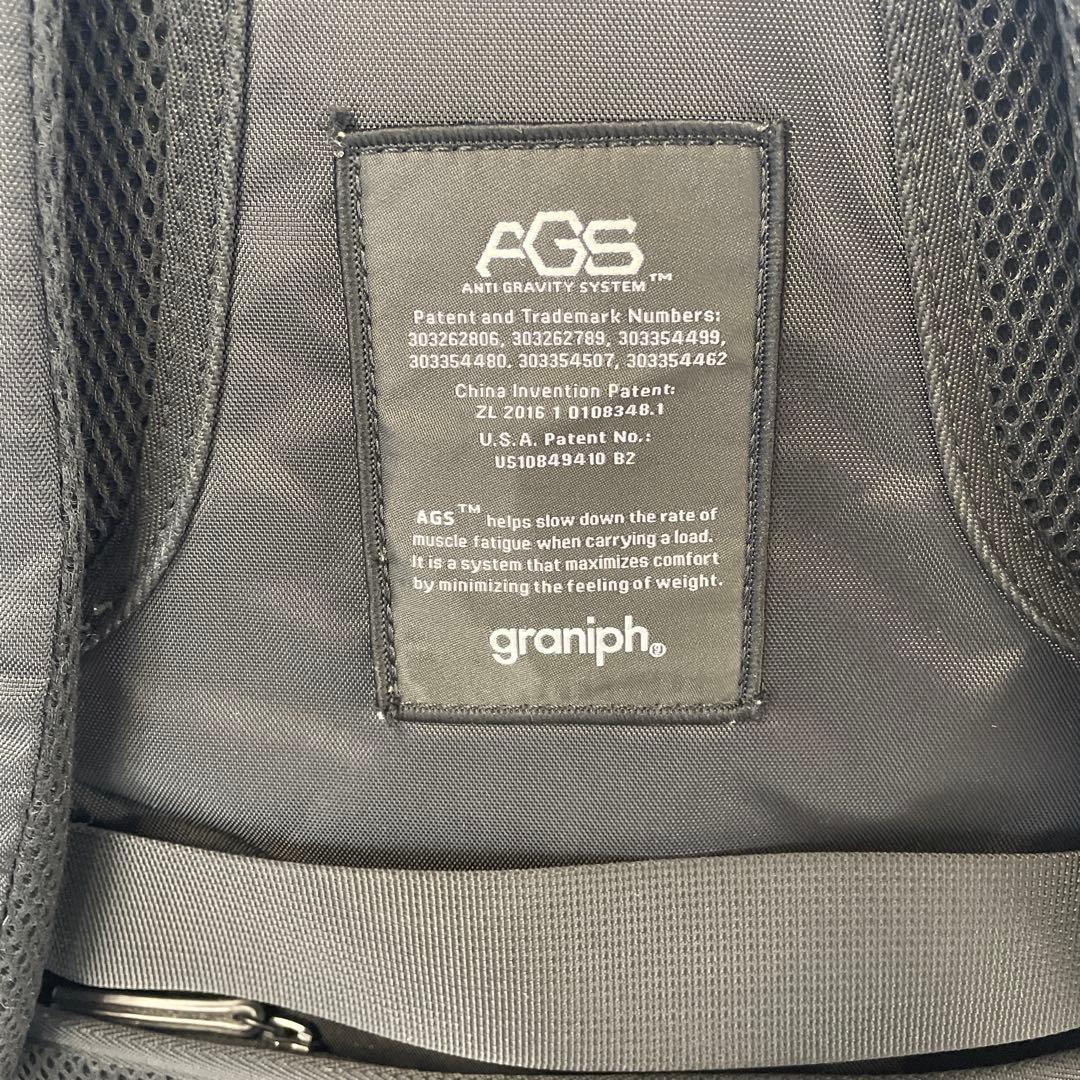 AGS
ANTI GRAVITY SYSTEM™
Patent and Trademark Numbers:
303262806, 303262789, 303354499,
303354480. 303354507, 303354462
China Invention Patent:
ZL 2016 1 0108348.1
U.S.A. Patent No.:
US10849410 B2
AGS™ helps slow down the rate of
muscle fatigue when carrying a load.
It is a system that maximizes comfort
by minimizing the feeling of weight.
graniph